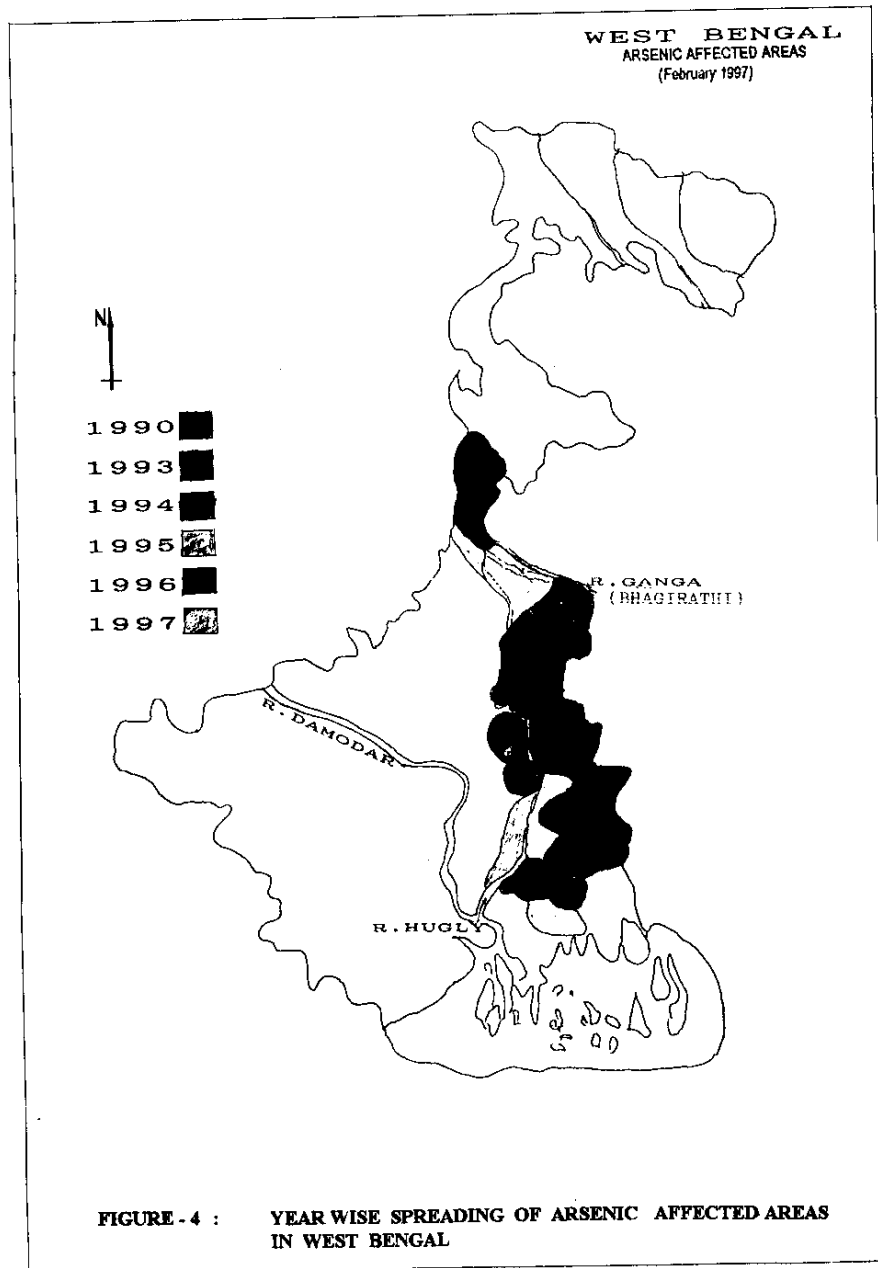 WEST BENGAL
ARSENIC AFFECTED AREAS
(February 1997)
N
1990
1993
1994
1995
1996
1997
R. GANGA
(BHAGIRATHI)
R. DAMODAR
R. HUGLY
FIGURE - 4 : YEAR WISE SPREADING OF ARSENIC AFFECTED AREAS
IN WEST BENGAL